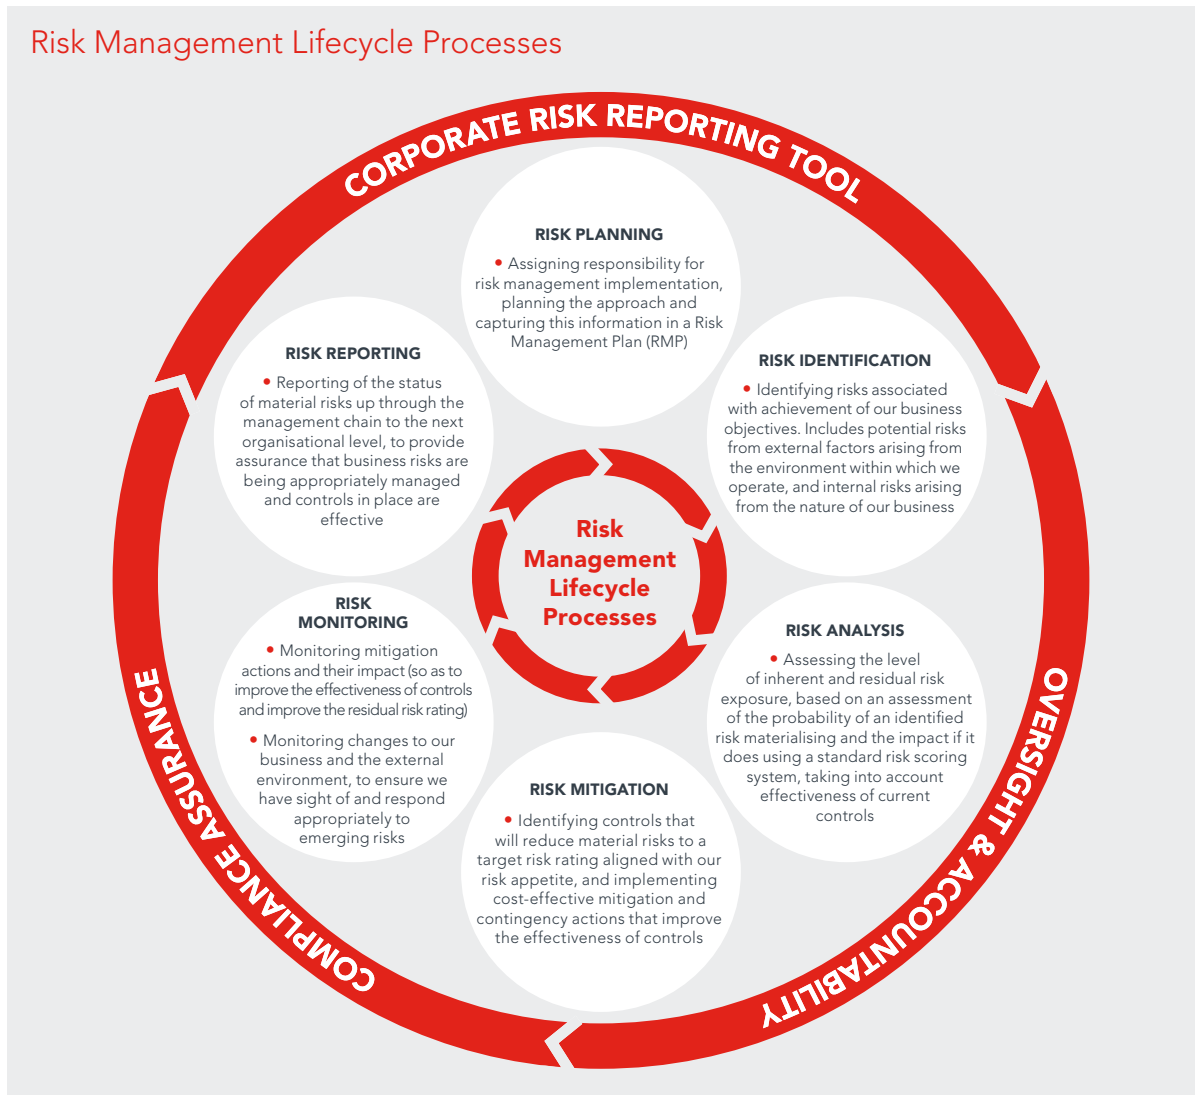 Risk Management Lifecycle Processes
CORPORATE RISK REPORTING TOOL
RISK PLANNING
• Assigning responsibility for
risk management implementation,
planning the approach and
capturing this information in a Risk
Management Plan (RMP)
RISK IDENTIFICATION
• Identifying risks associated
with achievement of our business
objectives. Includes potential risks
from external factors arising from
the environment within which we
operate, and internal risks arising
from the nature of our business
RISK ANALYSIS
• Assessing the level
of inherent and residual risk
exposure, based on an assessment
of the probability of an identified
risk materialising and the impact if it
does using a standard risk scoring
system, taking into account
effectiveness of current
controls
RISK MITIGATION
• Identifying controls that
will reduce material risks to a
target risk rating aligned with our
risk appetite, and implementing
cost-effective mitigation and
contingency actions that improve
the effectiveness of controls
RISK
MONITORING
• Monitoring mitigation
actions and their impact (so as to
improve the effectiveness of controls
and improve the residual risk rating)
• Monitoring changes to our
business and the external
environment, to ensure we
have sight of and respond
appropriately to
emerging risks
RISK REPORTING
• Reporting of the status
of material risks up through the
management chain to the next
organisational level, to provide
assurance that business risks are
being appropriately managed
and controls in place are
effective
Risk
Management
Lifecycle
Processes
OVERSIGHT & ACCOUNTABILITY
COMPLIANCE ASSURANCE